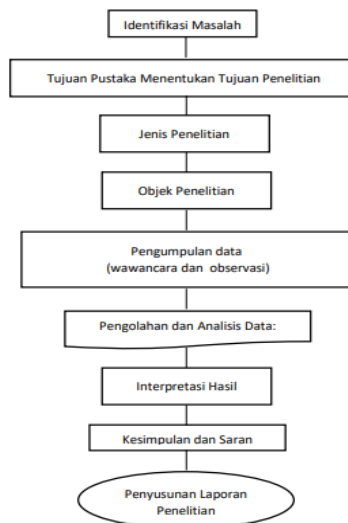 Identifikasi Masalah
Tujuan Pustaka Menentukan Tujuan Penelitian
Jenis Penelitian
Objek Penelitian
Pengumpulan data
(wawancara dan observasi)
Pengolahan dan Analisis Data:
Interpretasi Hasil
Kesimpulan dan Saran
Penyusunan Laporan
Penelitian